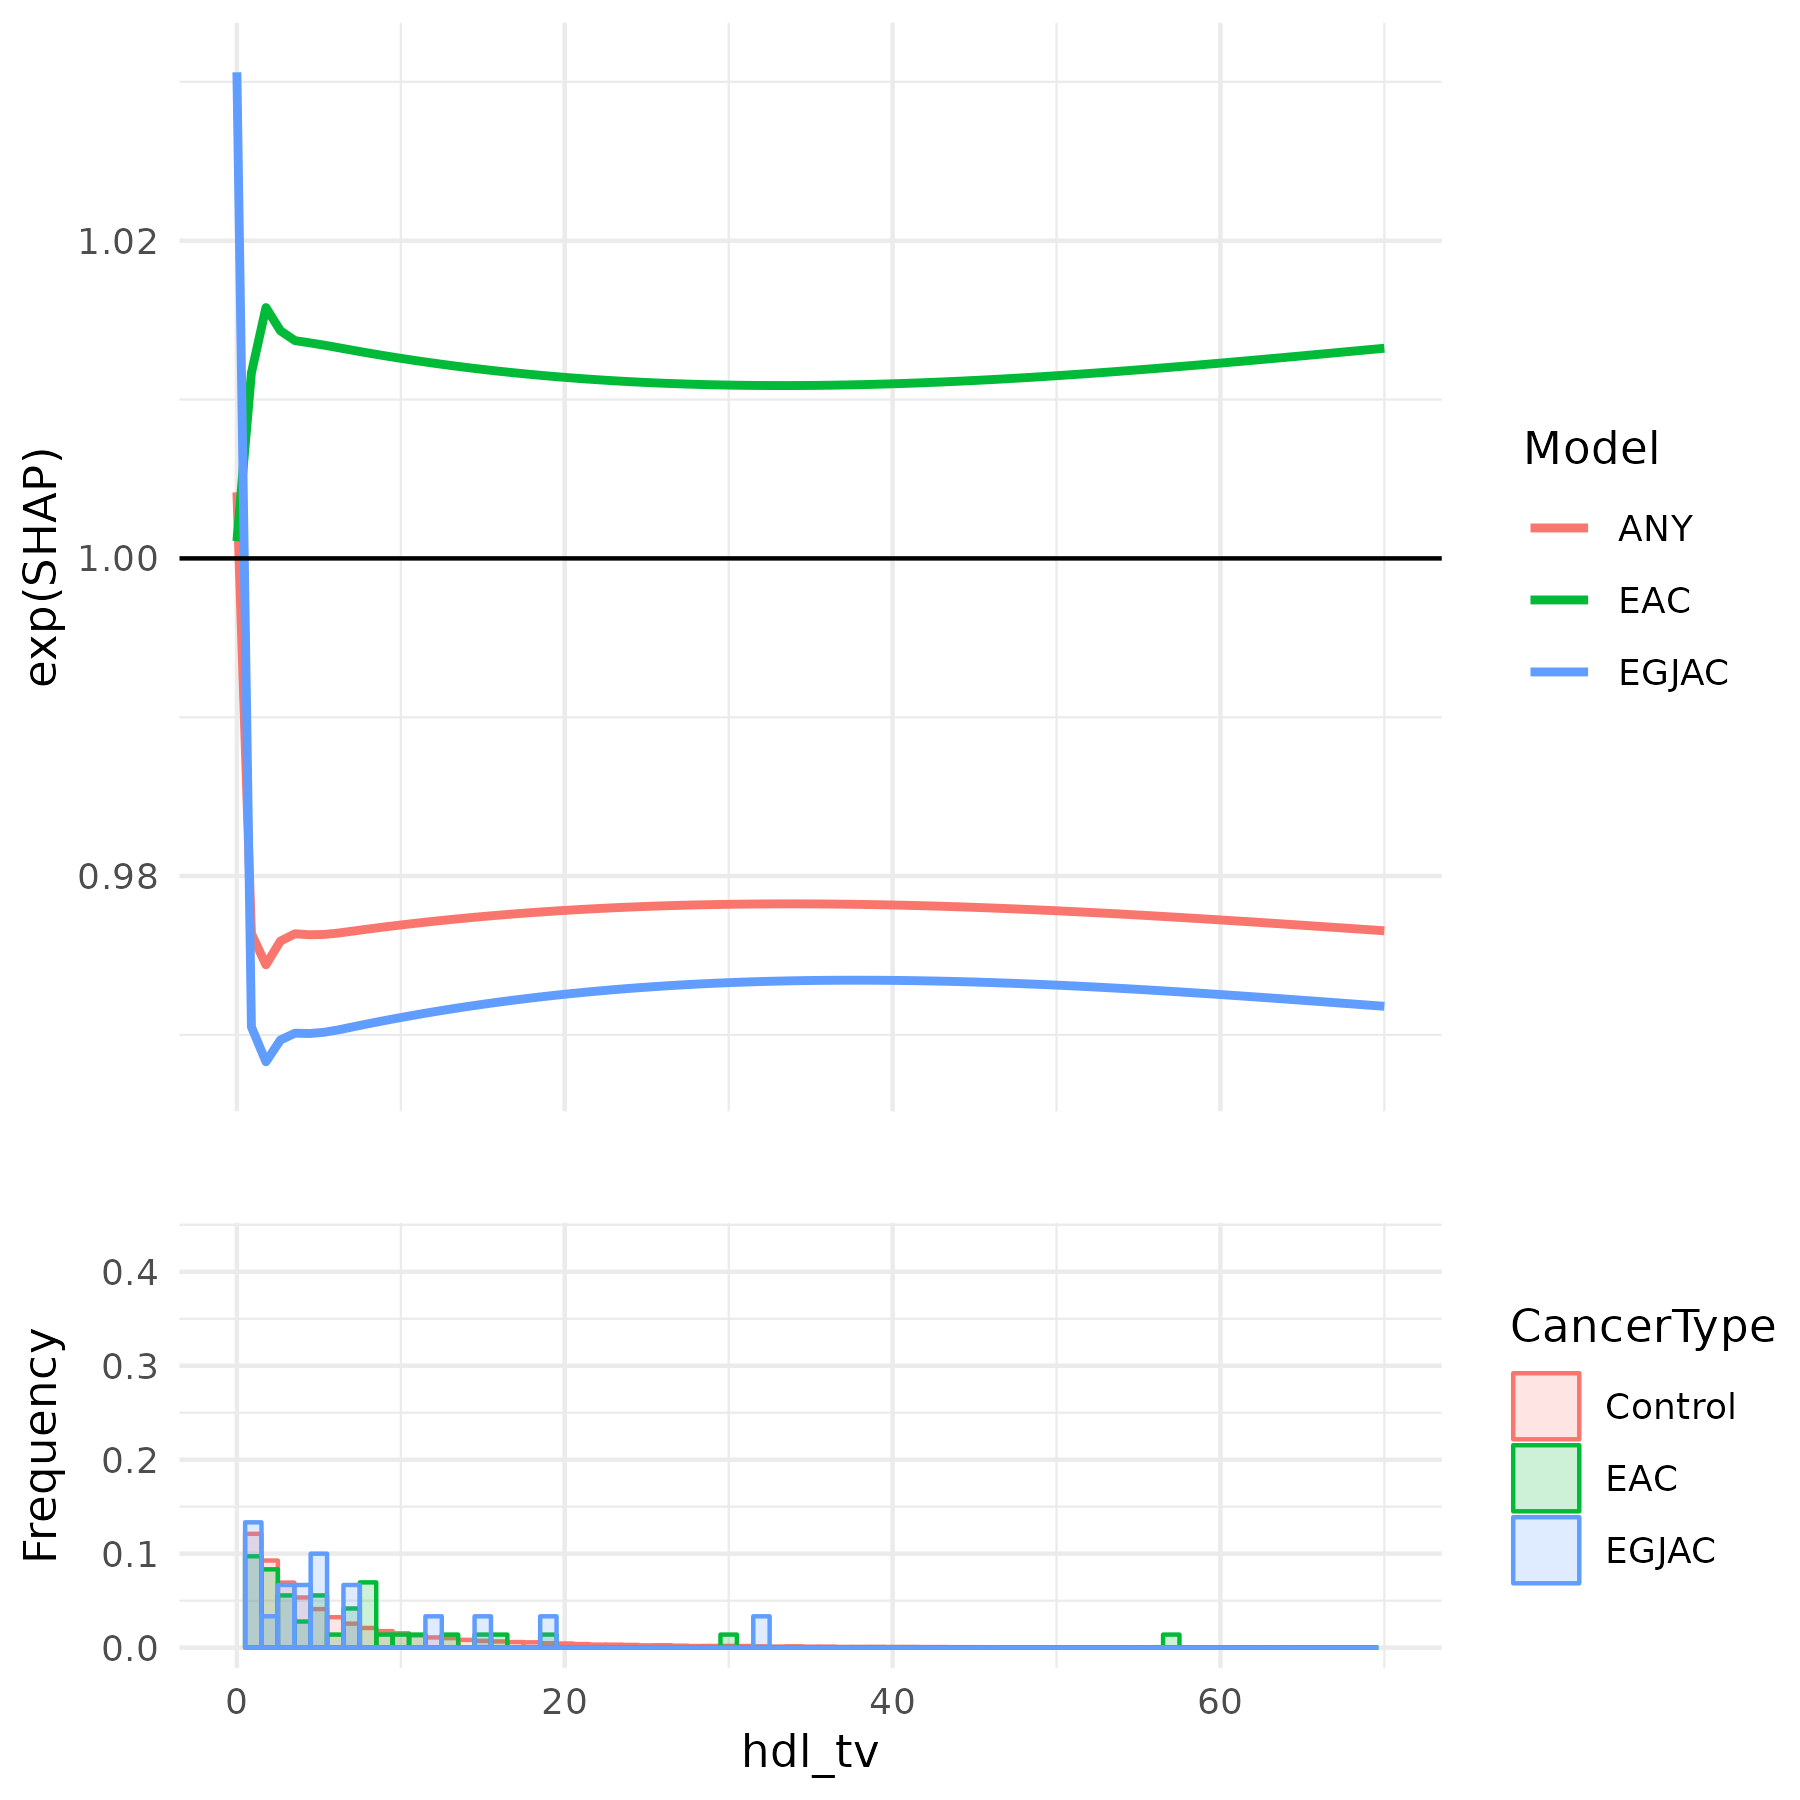 exp(SHAP)
1.02
1.00
0.98
Model
ANY
EAC
EGJAC
Frequency
0.4
0.3
0.2
0.1
0.0
0
20
40
60
hdl_tv
CancerType
Control
EAC
EGJAC